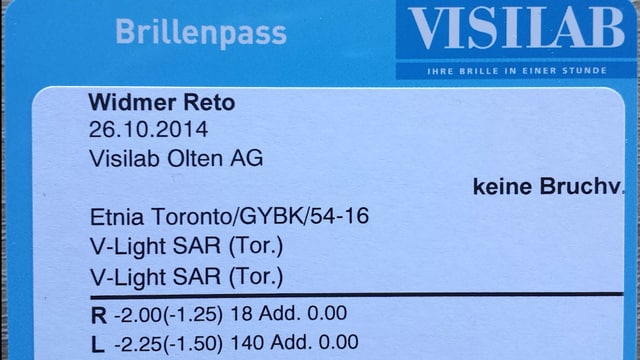 Brillenpass
VISILAB
IHRE BRILLE IN EINER STUNDE
Widmer Reto
26.10.2014
Visilab Olten AG
keine Bruchv.
Etnia Toronto/GYBK/54-16
V-Light SAR (Tor.)
V-Light SAR (Tor.)
R -2.00(-1.25) 18 Add. 0.00
L -2.25(-1.50) 140 Add. 0.00